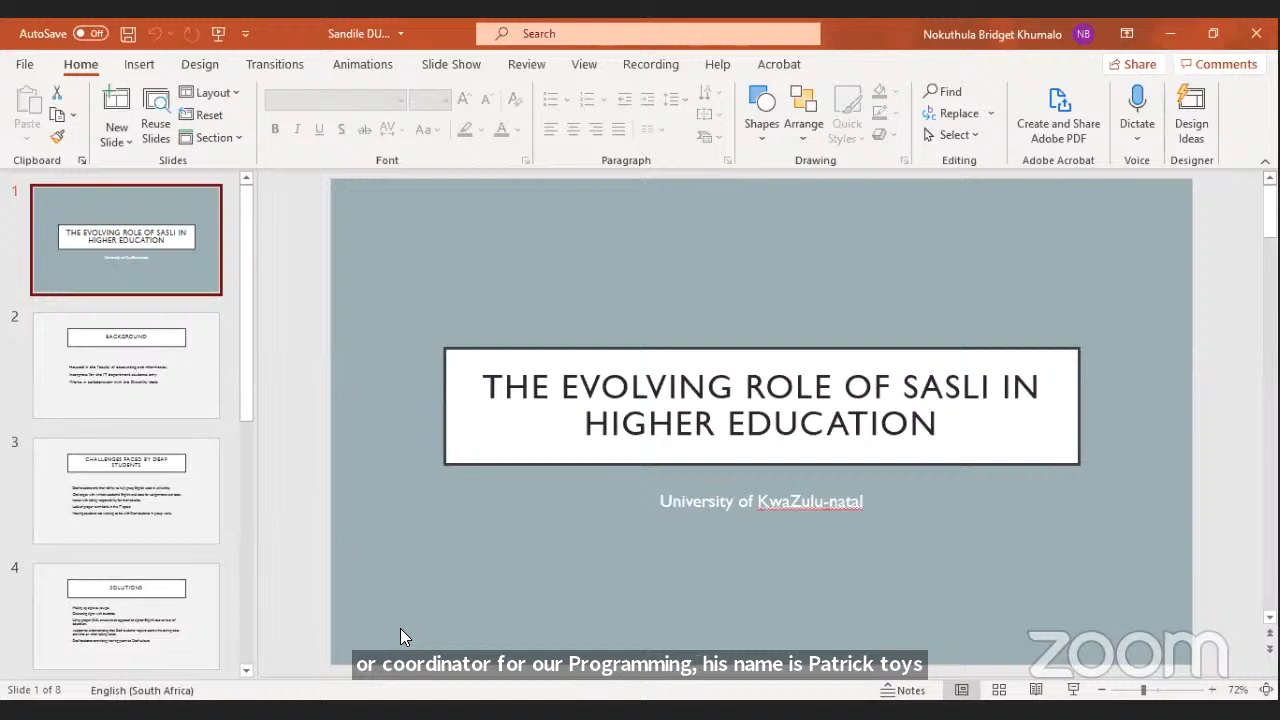 AutoSave Off Sandile DU... Search Nokuthula Bridget Khumalo NB
File Home Insert Design Transitions Animations Slide Show Review View Recording Help Acrobat Share Comments
Paste New Slide Reuse Slides Layout Reset Section
B I U S ab AV Aa A
Shapes Arrange Quick Styles Find Replace Select
Create and Share Adobe PDF Dictate Design Ideas
Clipboard Slides Font Paragraph Drawing Editing Adobe Acrobat Voice Designer
1
THE EVOLVING ROLE OF SASLI IN
HIGHER EDUCATION
2
BACKGROUND
3
CHALLENGES FACED BY DEAF
STUDENTS
4
SOLUTIONS
THE EVOLVING ROLE OF SASLI IN
HIGHER EDUCATION
University of KwaZulu-natal
zoom
or coordinator for our Programming, his name is Patrick toys
Slide 1 of 8 English (South Africa) Notes 72%